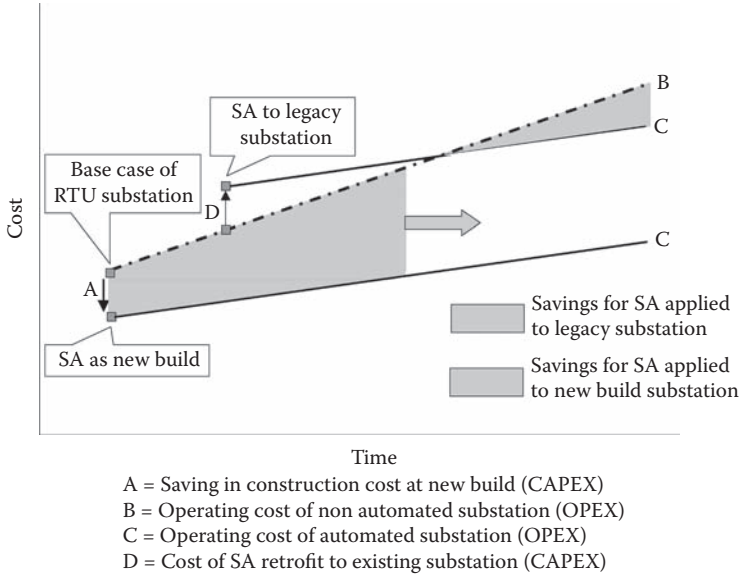 B
SA to legacy
substation
C
Base case of
RTU substation
D
Cost
C
A
Savings for SA applied
to legacy substation
SA as new build
Savings for SA applied
to new build substation
Time
A = Saving in construction cost at new build (CAPEX)
B = Operating cost of non automated substation (OPEX)
C = Operating cost of automated substation (OPEX)
D = Cost of SA retrofit to existing substation (CAPEX)